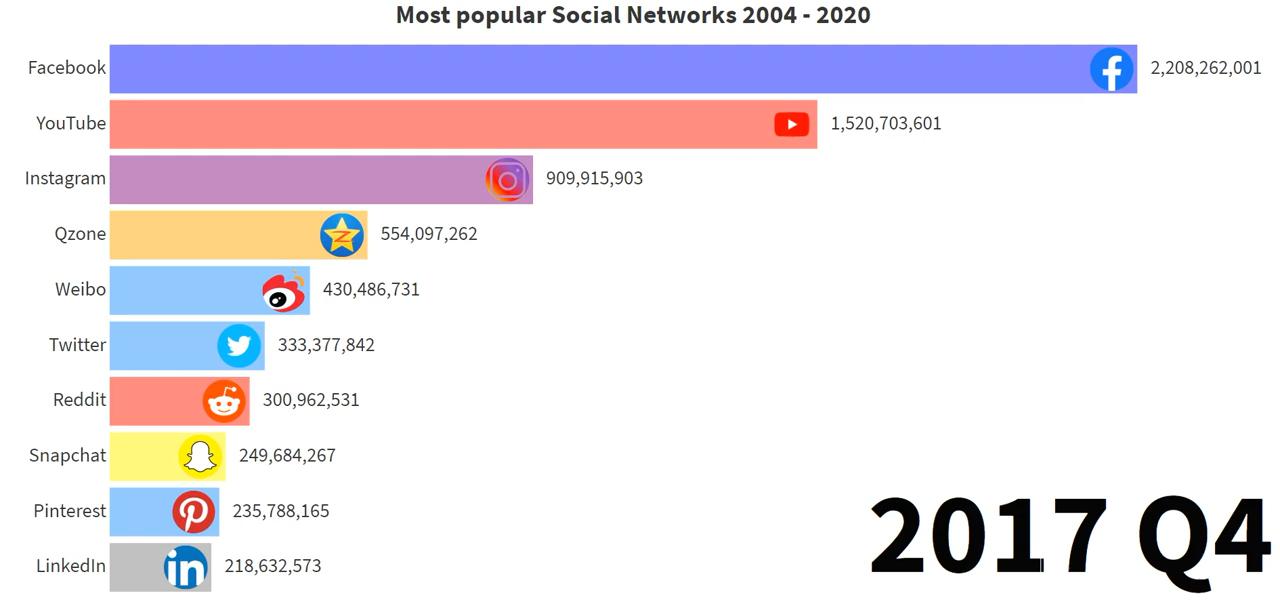 Most popular Social Networks 2004 - 2020
Facebook 2,208,262,001
YouTube 1,520,703,601
Instagram 909,915,903
Qzone 554,097,262
Weibo 430,486,731
Twitter 333,377,842
Reddit 300,962,531
Snapchat 249,684,267
Pinterest 235,788,165
LinkedIn in 218,632,573
2017 Q4